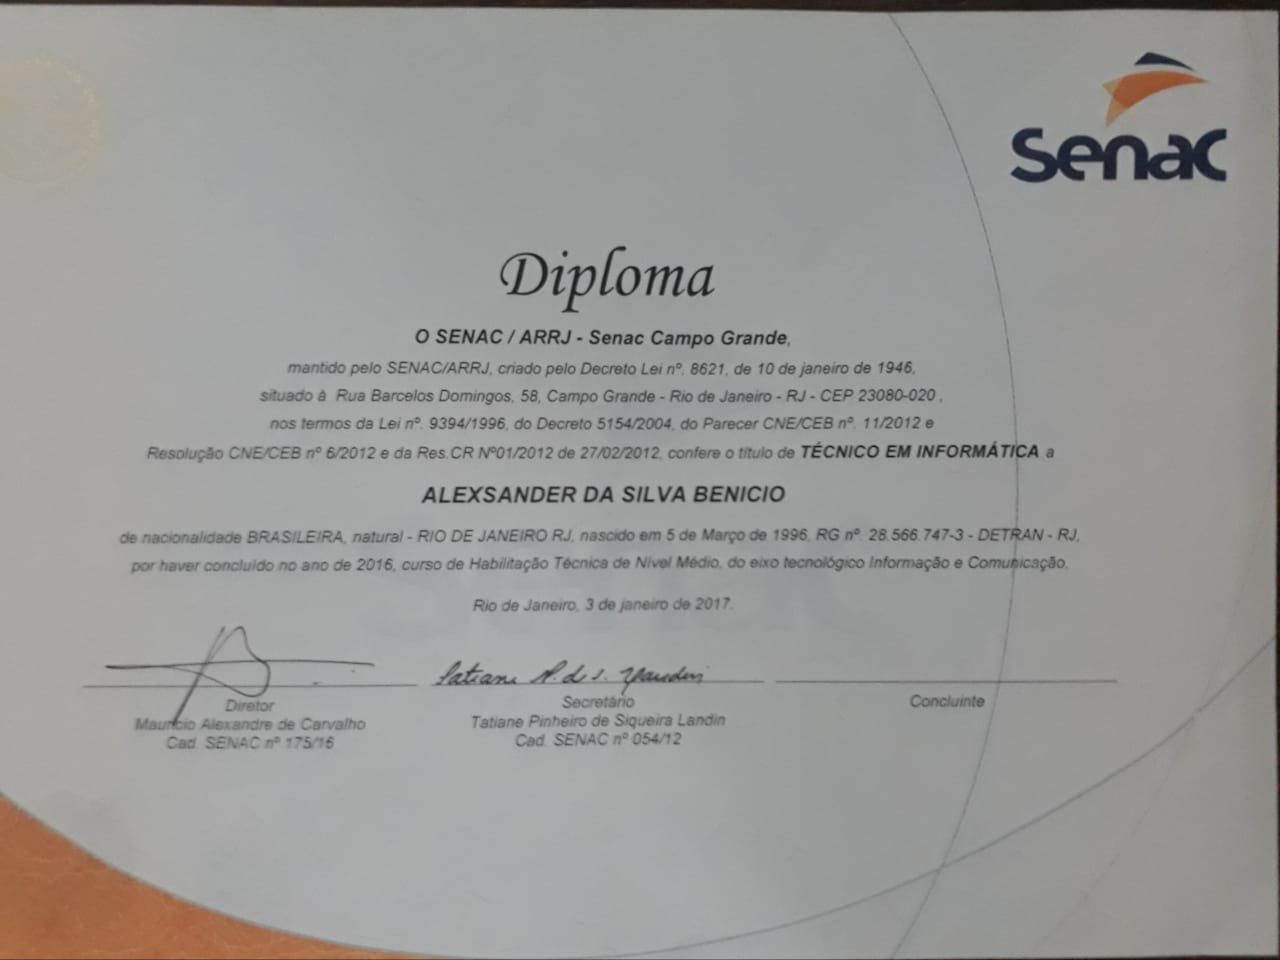 Senac
Diploma
O SENAC / ARRJ - Senac Campo Grande,
mantido pelo SENAC/ARRJ, criado pelo Decreto Lei nº. 8621, de 10 de janeiro de 1946,
situado à Rua Barcelos Domingos, 58, Campo Grande - Rio de Janeiro - RJ - CEP 23080-020 ,
nos termos da Lei nº. 9394/1996, do Decreto 5154/2004, do Parecer CNE/CEB nº. 11/2012 e
Resolução CNE/CEB nº 6/2012 e da Res.CR Nº01/2012 de 27/02/2012, confere o título de TÉCNICO EM INFORMÁTICA a
ALEXSANDER DA SILVA BENICIO
de nacionalidade BRASILEIRA, natural - RIO DE JANEIRO RJ, nascido em 5 de Março de 1996, RG nº. 28.566.747-3 - DETRAN - RJ,
por haver concluído no ano de 2016, curso de Habilitação Técnica de Nível Médio, do eixo tecnológico Informação e Comunicação.
Rio de Janeiro, 3 de janeiro de 2017.
Tatiane P. de S.
Diretor
Mauricio Alexandre de Carvalho
Cad. SENAC nº 175/16
Secretário
Tatiane Pinheiro de Siqueira Landin
Cad. SENAC nº 054/12
Concluinte